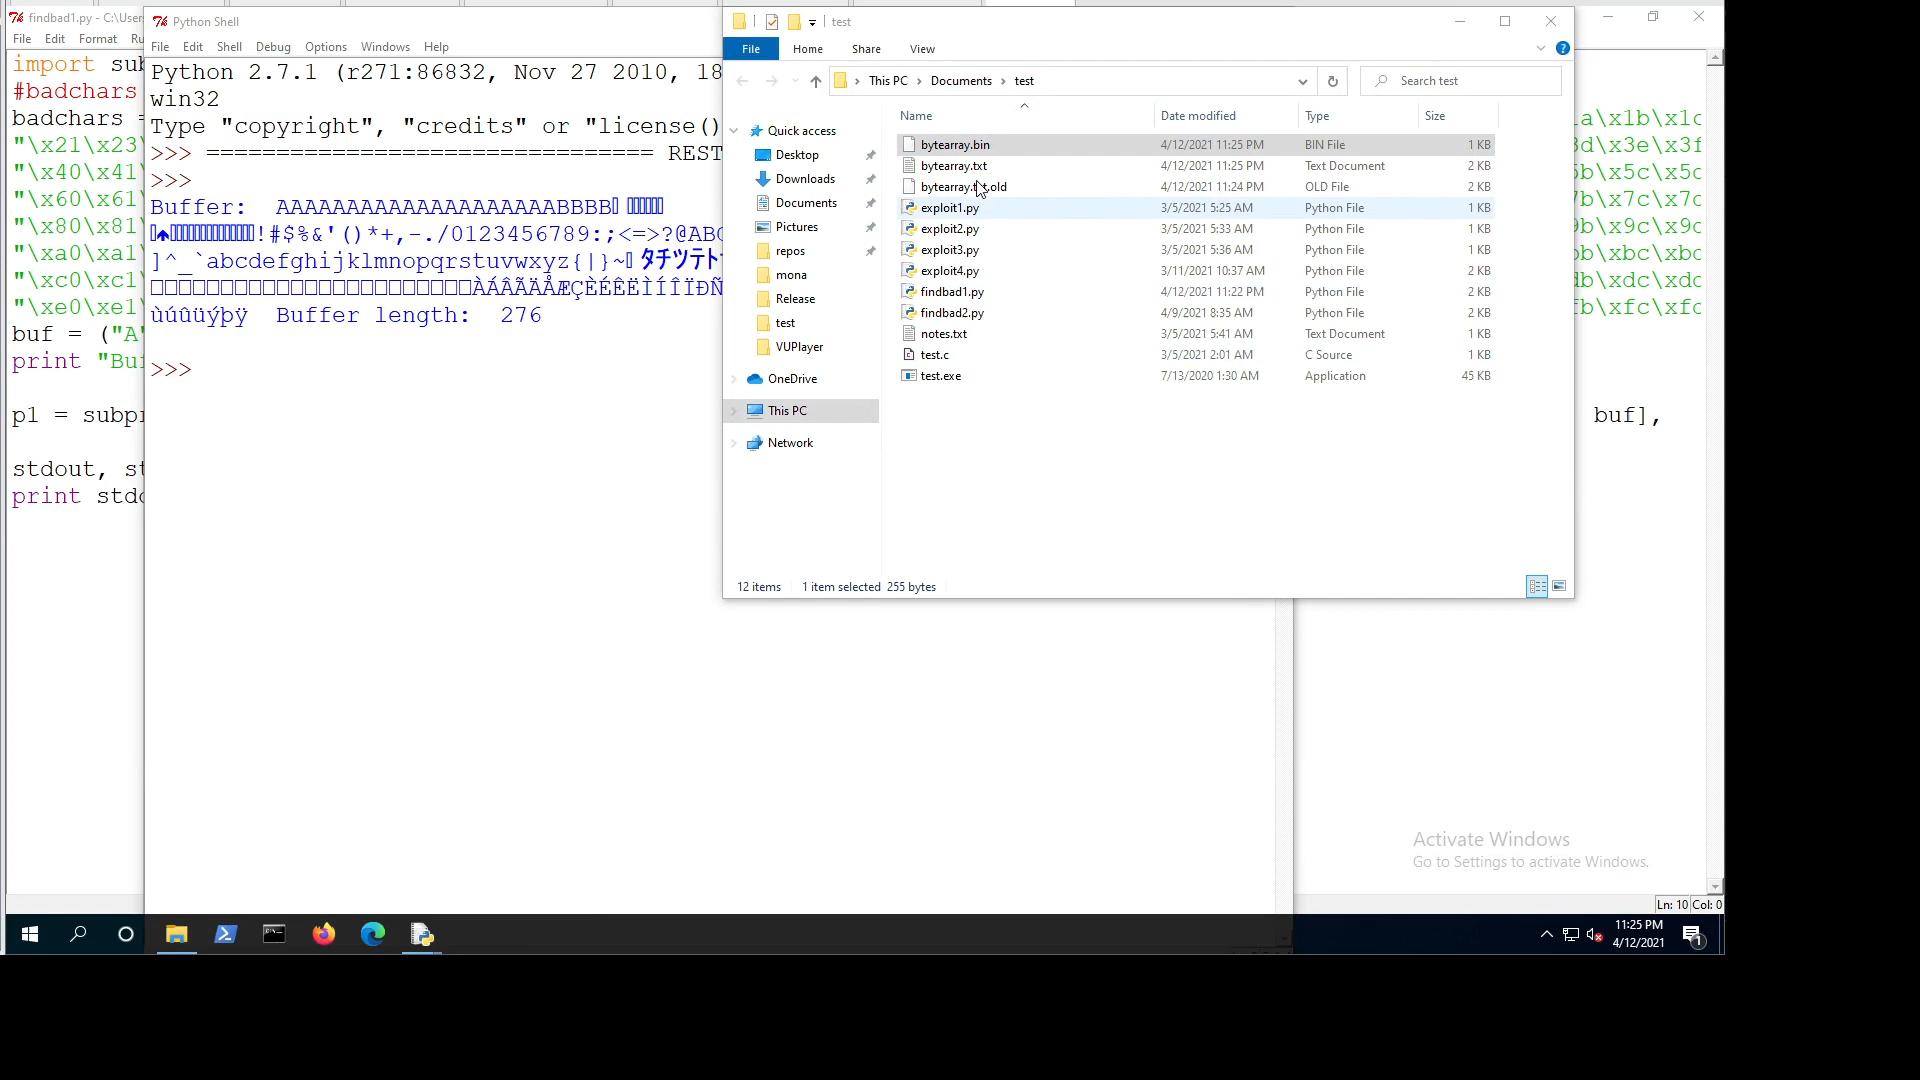 findbad1.py - C:\Users
File Edit Format Ru
import sub
#badchars
badchars =
"\x21\x23
"\x40\x41
"\x60\x61
"\x80\x81
"\xa0\xa1
"\xc0\xc1
"\xe0\xe1
buf = ("A"
print "Buf
p1 = subpr
stdout, st
print stdo
Python Shell
File Edit Shell Debug Options Windows Help
Python 2.7.1 (r271:86832, Nov 27 2010, 18
win32
Type "copyright", "credits" or "license()
>>> ================================ REST
>>>
Buffer: AAAAAAAAAAAAAAAAAAAABBBB
!#$%&'()*+,-./0123456789:;<=>?@ABC
]^_`abcdefghijklmnopqrstuvwxyz{|}~ タチツテト
ÀÁÂÃÄÅÆÇÈÉÊËÌÍÎÏÐÑ
ùúûüýþÿ Buffer length: 276
>>>
test
File Home Share View
This PC > Documents > test
Search test
Quick access
Desktop
Downloads
Documents
Pictures
repos
mona
Release
test
VUPlayer
OneDrive
This PC
Network
Name Date modified Type Size
bytearray.bin 4/12/2021 11:25 PM BIN File 1 KB
bytearray.txt 4/12/2021 11:25 PM Text Document 2 KB
4/12/2021 11:24 PM OLD File 2 KB
exploit1.py 3/5/2021 5:25 AM Python File 1 KB
exploit2.py 3/5/2021 5:33 AM Python File 1 KB
exploit3.py 3/5/2021 5:36 AM Python File 1 KB
exploit4.py 3/11/2021 10:37 AM Python File 2 KB
findbad1.py 4/12/2021 11:22 PM Python File 2 KB
findbad2.py 4/9/2021 8:35 AM Python File 2 KB
notes.txt 3/5/2021 5:41 AM Text Document 1 KB
test.c 3/5/2021 2:01 AM C Source 1 KB
test.exe 7/13/2020 1:30 AM Application 45 KB
12 items 1 item selected 255 bytes
a\x1b\x1c
d\x3e\x3f
b\x5c\x5d
7b\x7c\x7d
9b\x9c\x9d
bb\xbc\xbd
db\xdc\xdd
fb\xfc\xfd
buf],
Activate Windows
Go to Settings to activate Windows.
Ln: 10 Col: 0
11:25 PM
4/12/2021
1